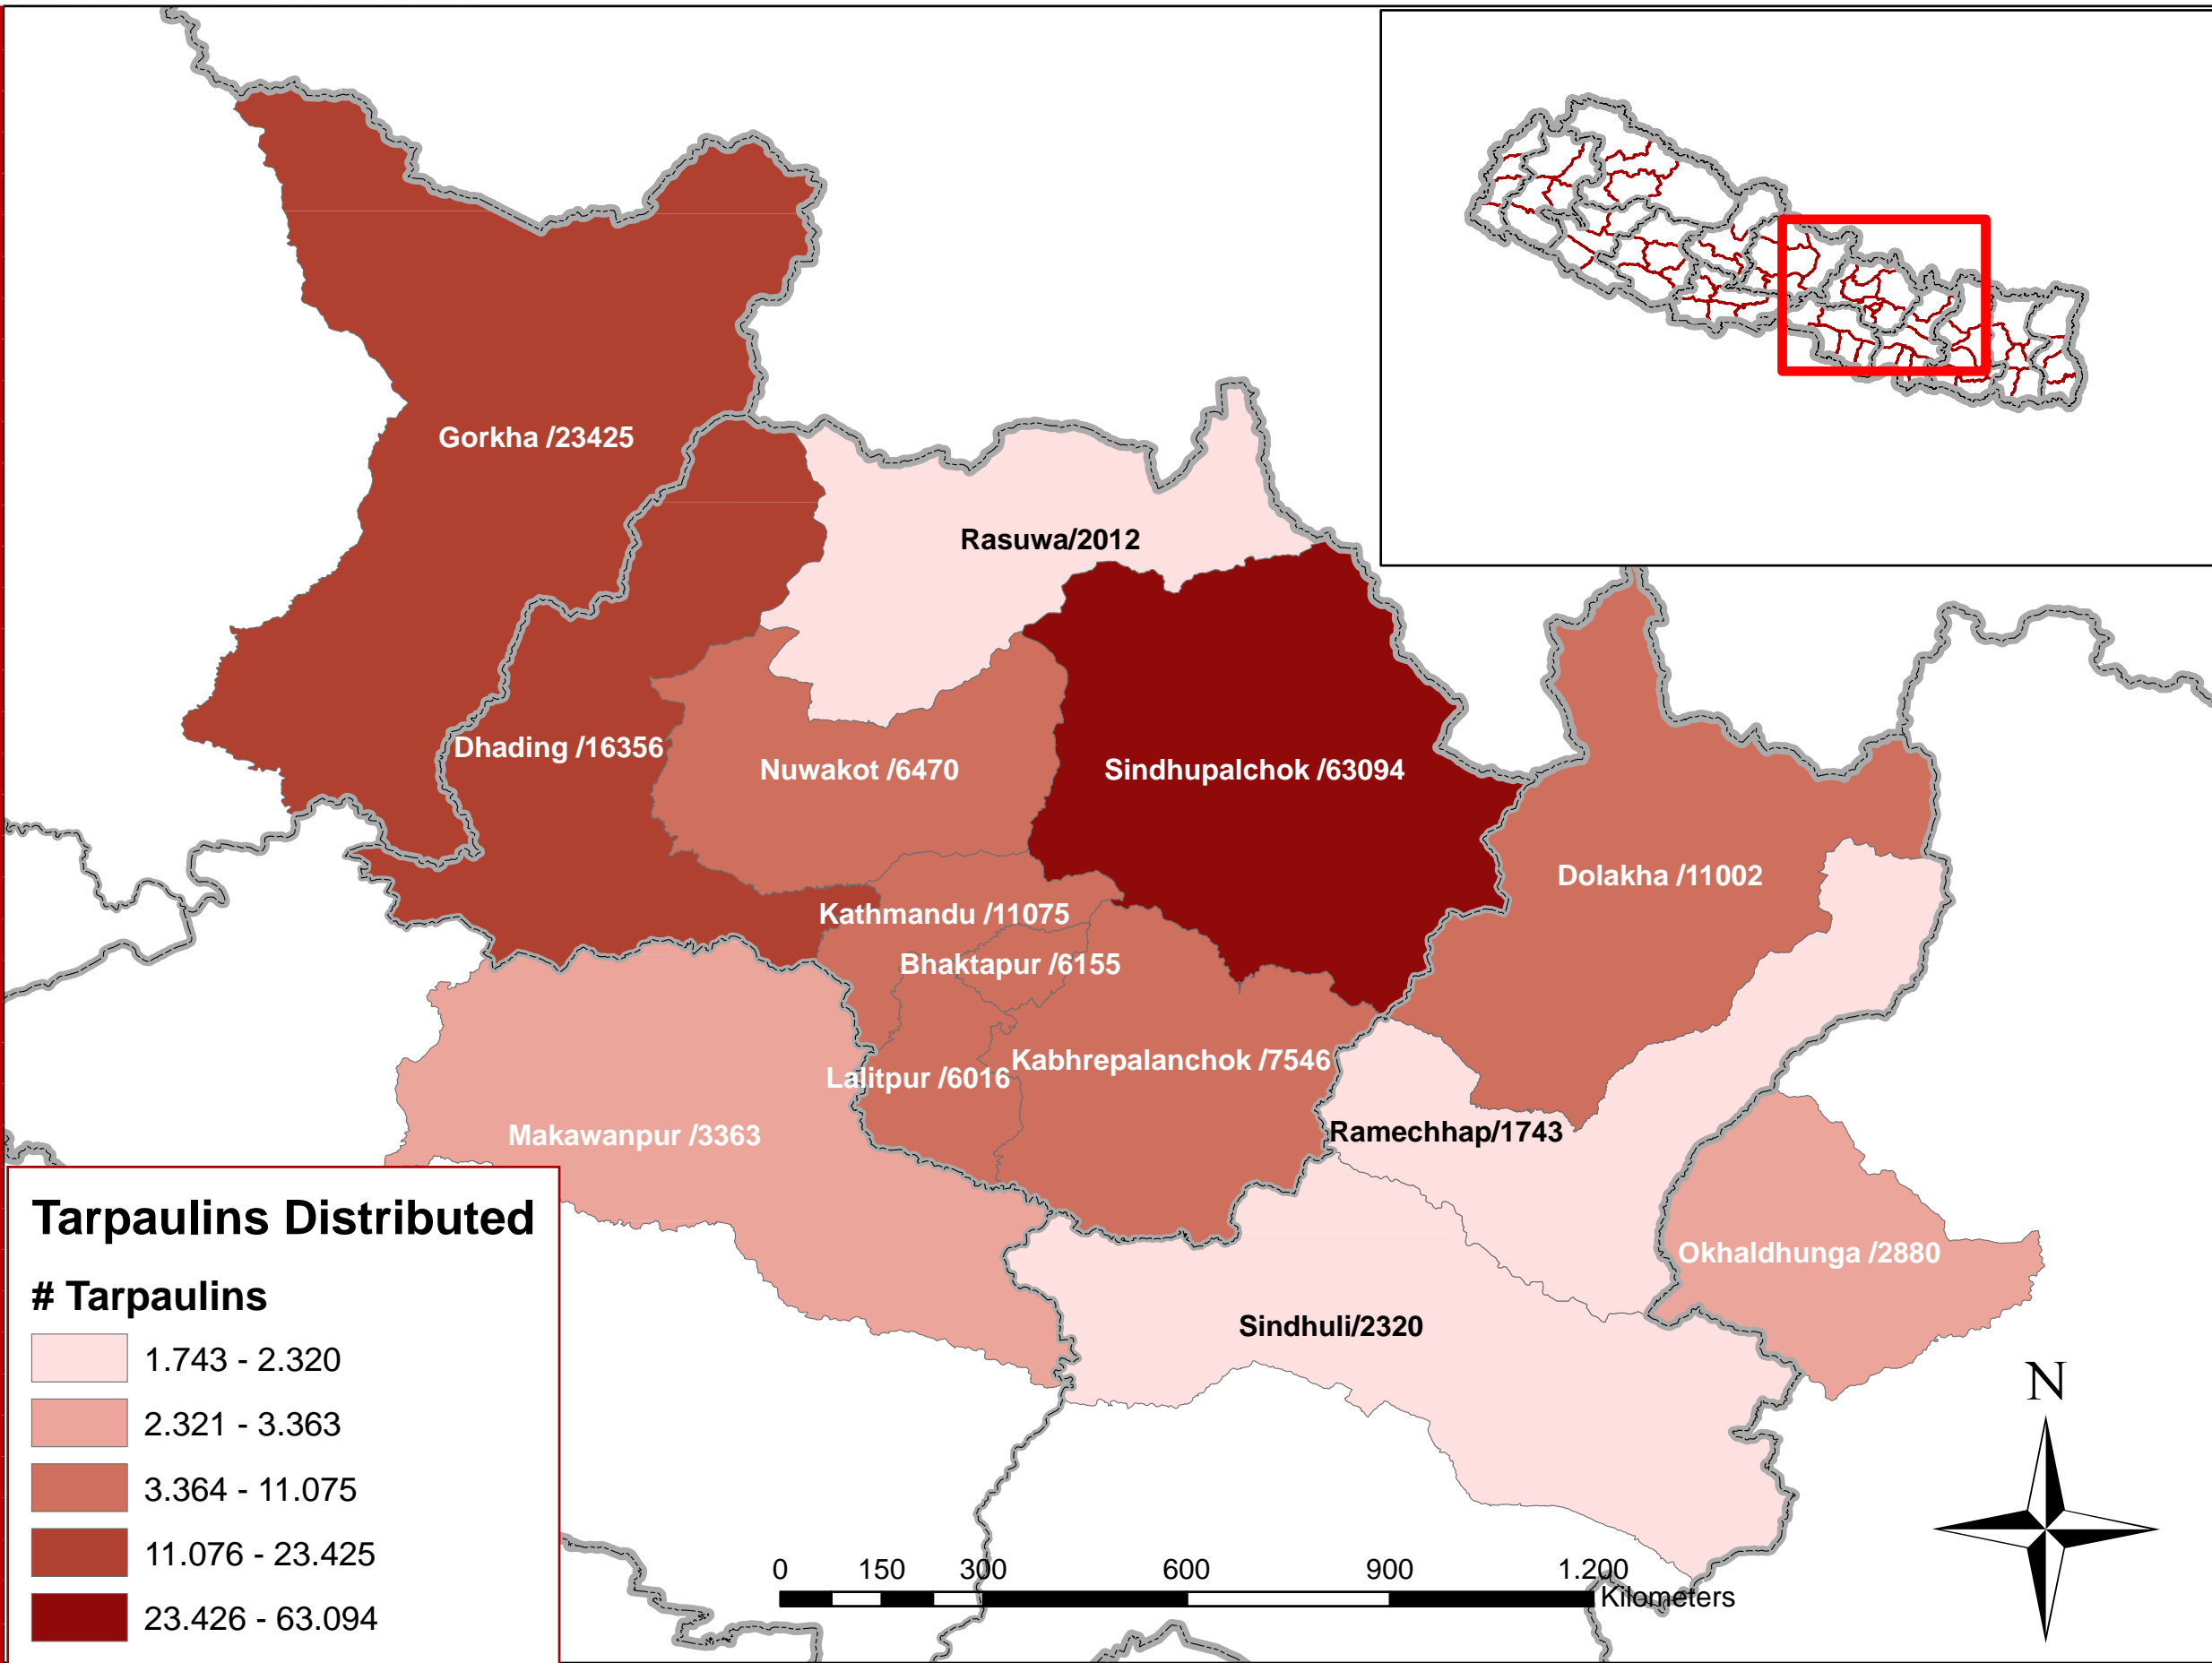 Gorkha /23425
Rasuwa/2012
Dhading /16356
Nuwakot /6470
Sindhupalchok /63094
Dolakha /11002
Kathmandu /11075
Bhaktapur /6155
Kabhrepalanchok /7546
Lalitpur /6016
Makawanpur /3363
Ramechhap/1743
Okhaldhunga /2880
Sindhuli/2320
Tarpaulins Distributed
# Tarpaulins
1.743 - 2.320
2.321 - 3.363
3.364 - 11.075
11.076 - 23.425
23.426 - 63.094
0 150 300 600 900 1.200
Kilometers
N